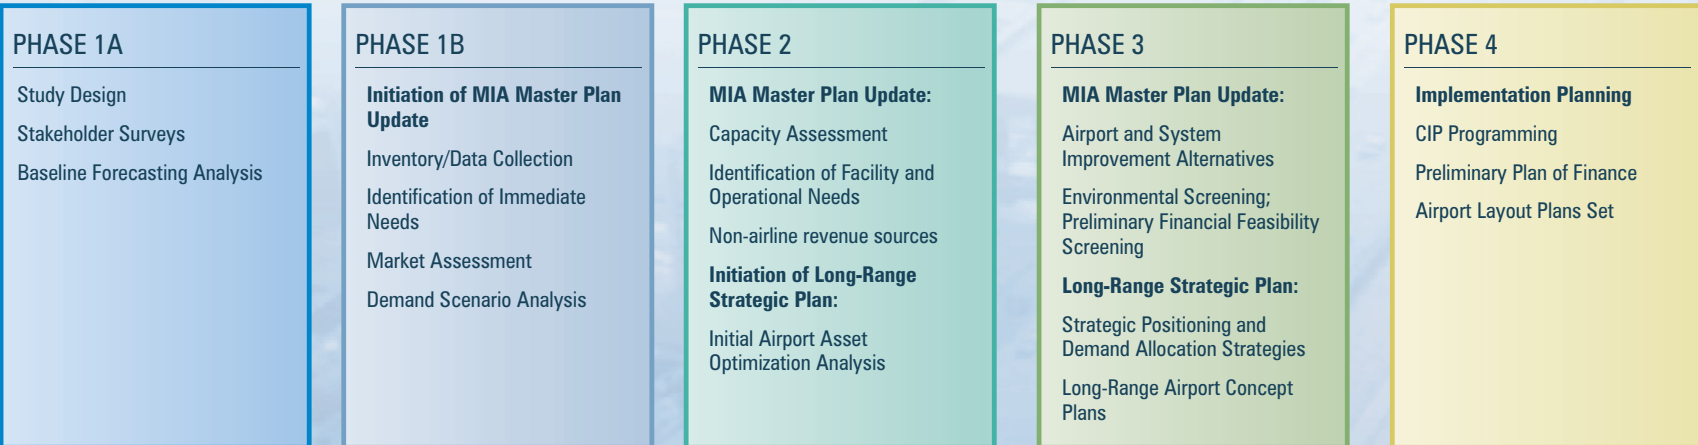 PHASE 1A
Study Design
Stakeholder Surveys
Baseline Forecasting Analysis
PHASE 1B
Initiation of MIA Master Plan
Update
Inventory/Data Collection
Identification of Immediate
Needs
Market Assessment
Demand Scenario Analysis
PHASE 2
MIA Master Plan Update:
Capacity Assessment
Identification of Facility and
Operational Needs
Non-airline revenue sources
Initiation of Long-Range
Strategic Plan:
Initial Airport Asset
Optimization Analysis
PHASE 3
MIA Master Plan Update:
Airport and System
Improvement Alternatives
Environmental Screening;
Preliminary Financial Feasibility
Screening
Long-Range Strategic Plan:
Strategic Positioning and
Demand Allocation Strategies
Long-Range Airport Concept
Plans
PHASE 4
Implementation Planning
CIP Programming
Preliminary Plan of Finance
Airport Layout Plans Set